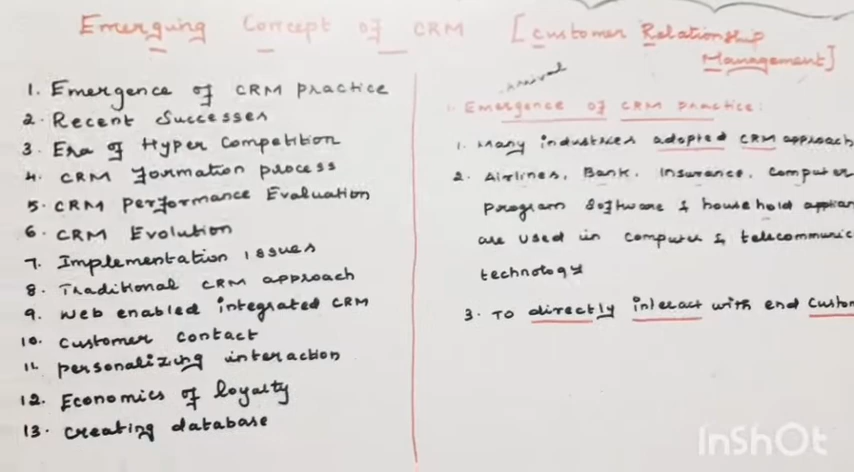 Emerging Concept of CRM [Customer Relationship
Management]
1. Emergence of CRM practice
2. Recent Successes
3. Era of Hyper Competition
4. CRM formation process
5. CRM performance Evaluation
6. CRM Evolution
7. Implementation issues
8. Traditional CRM approach
9. Web enabled integrated CRM
10. Customer Contact
11. personalizing interaction
12. Economics of loyalty
13. Creating database
arrival
1. Emergence of CRM practice:
1. Many industries adopted CRM approach
2. Airlines, Bank, Insurance, Computer
program software & household applian
are used in computer & telecommunic
technology
3. To directly interact with end custom
InShOt